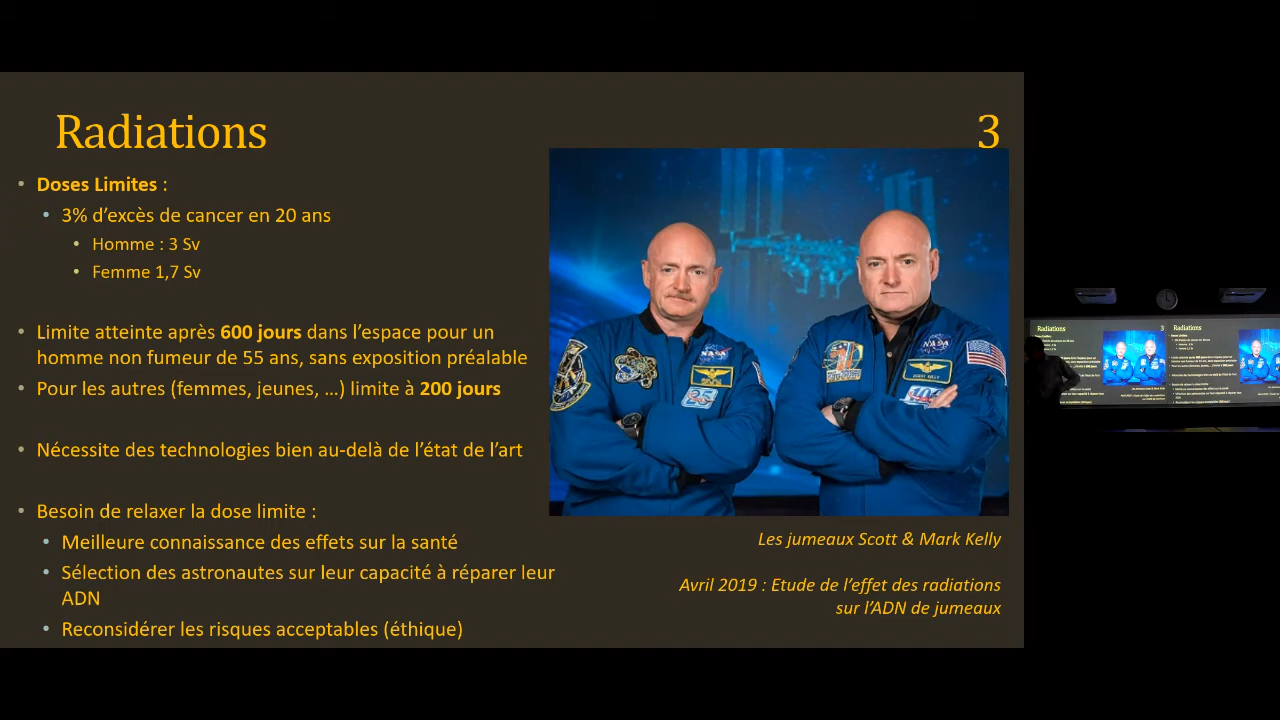 Radiations
3
Doses Limites :
3% d'excès de cancer en 20 ans
Homme : 3 Sv
Femme 1,7 Sv
Limite atteinte après 600 jours dans l'espace pour un
homme non fumeur de 55 ans, sans exposition préalable
Pour les autres (femmes, jeunes, …) limite à 200 jours
Nécessite des technologies bien au-delà de l'état de l'art
Besoin de relaxer la dose limite :
Meilleure connaissance des effets sur la santé
Sélection des astronautes sur leur capacité à réparer leur
ADN
Reconsidérer les risques acceptables (éthique)
NASA
NASA
Les jumeaux Scott & Mark Kelly
Avril 2019 : Etude de l'effet des radiations
sur l'ADN de jumeaux
Radiations
3
Radiations